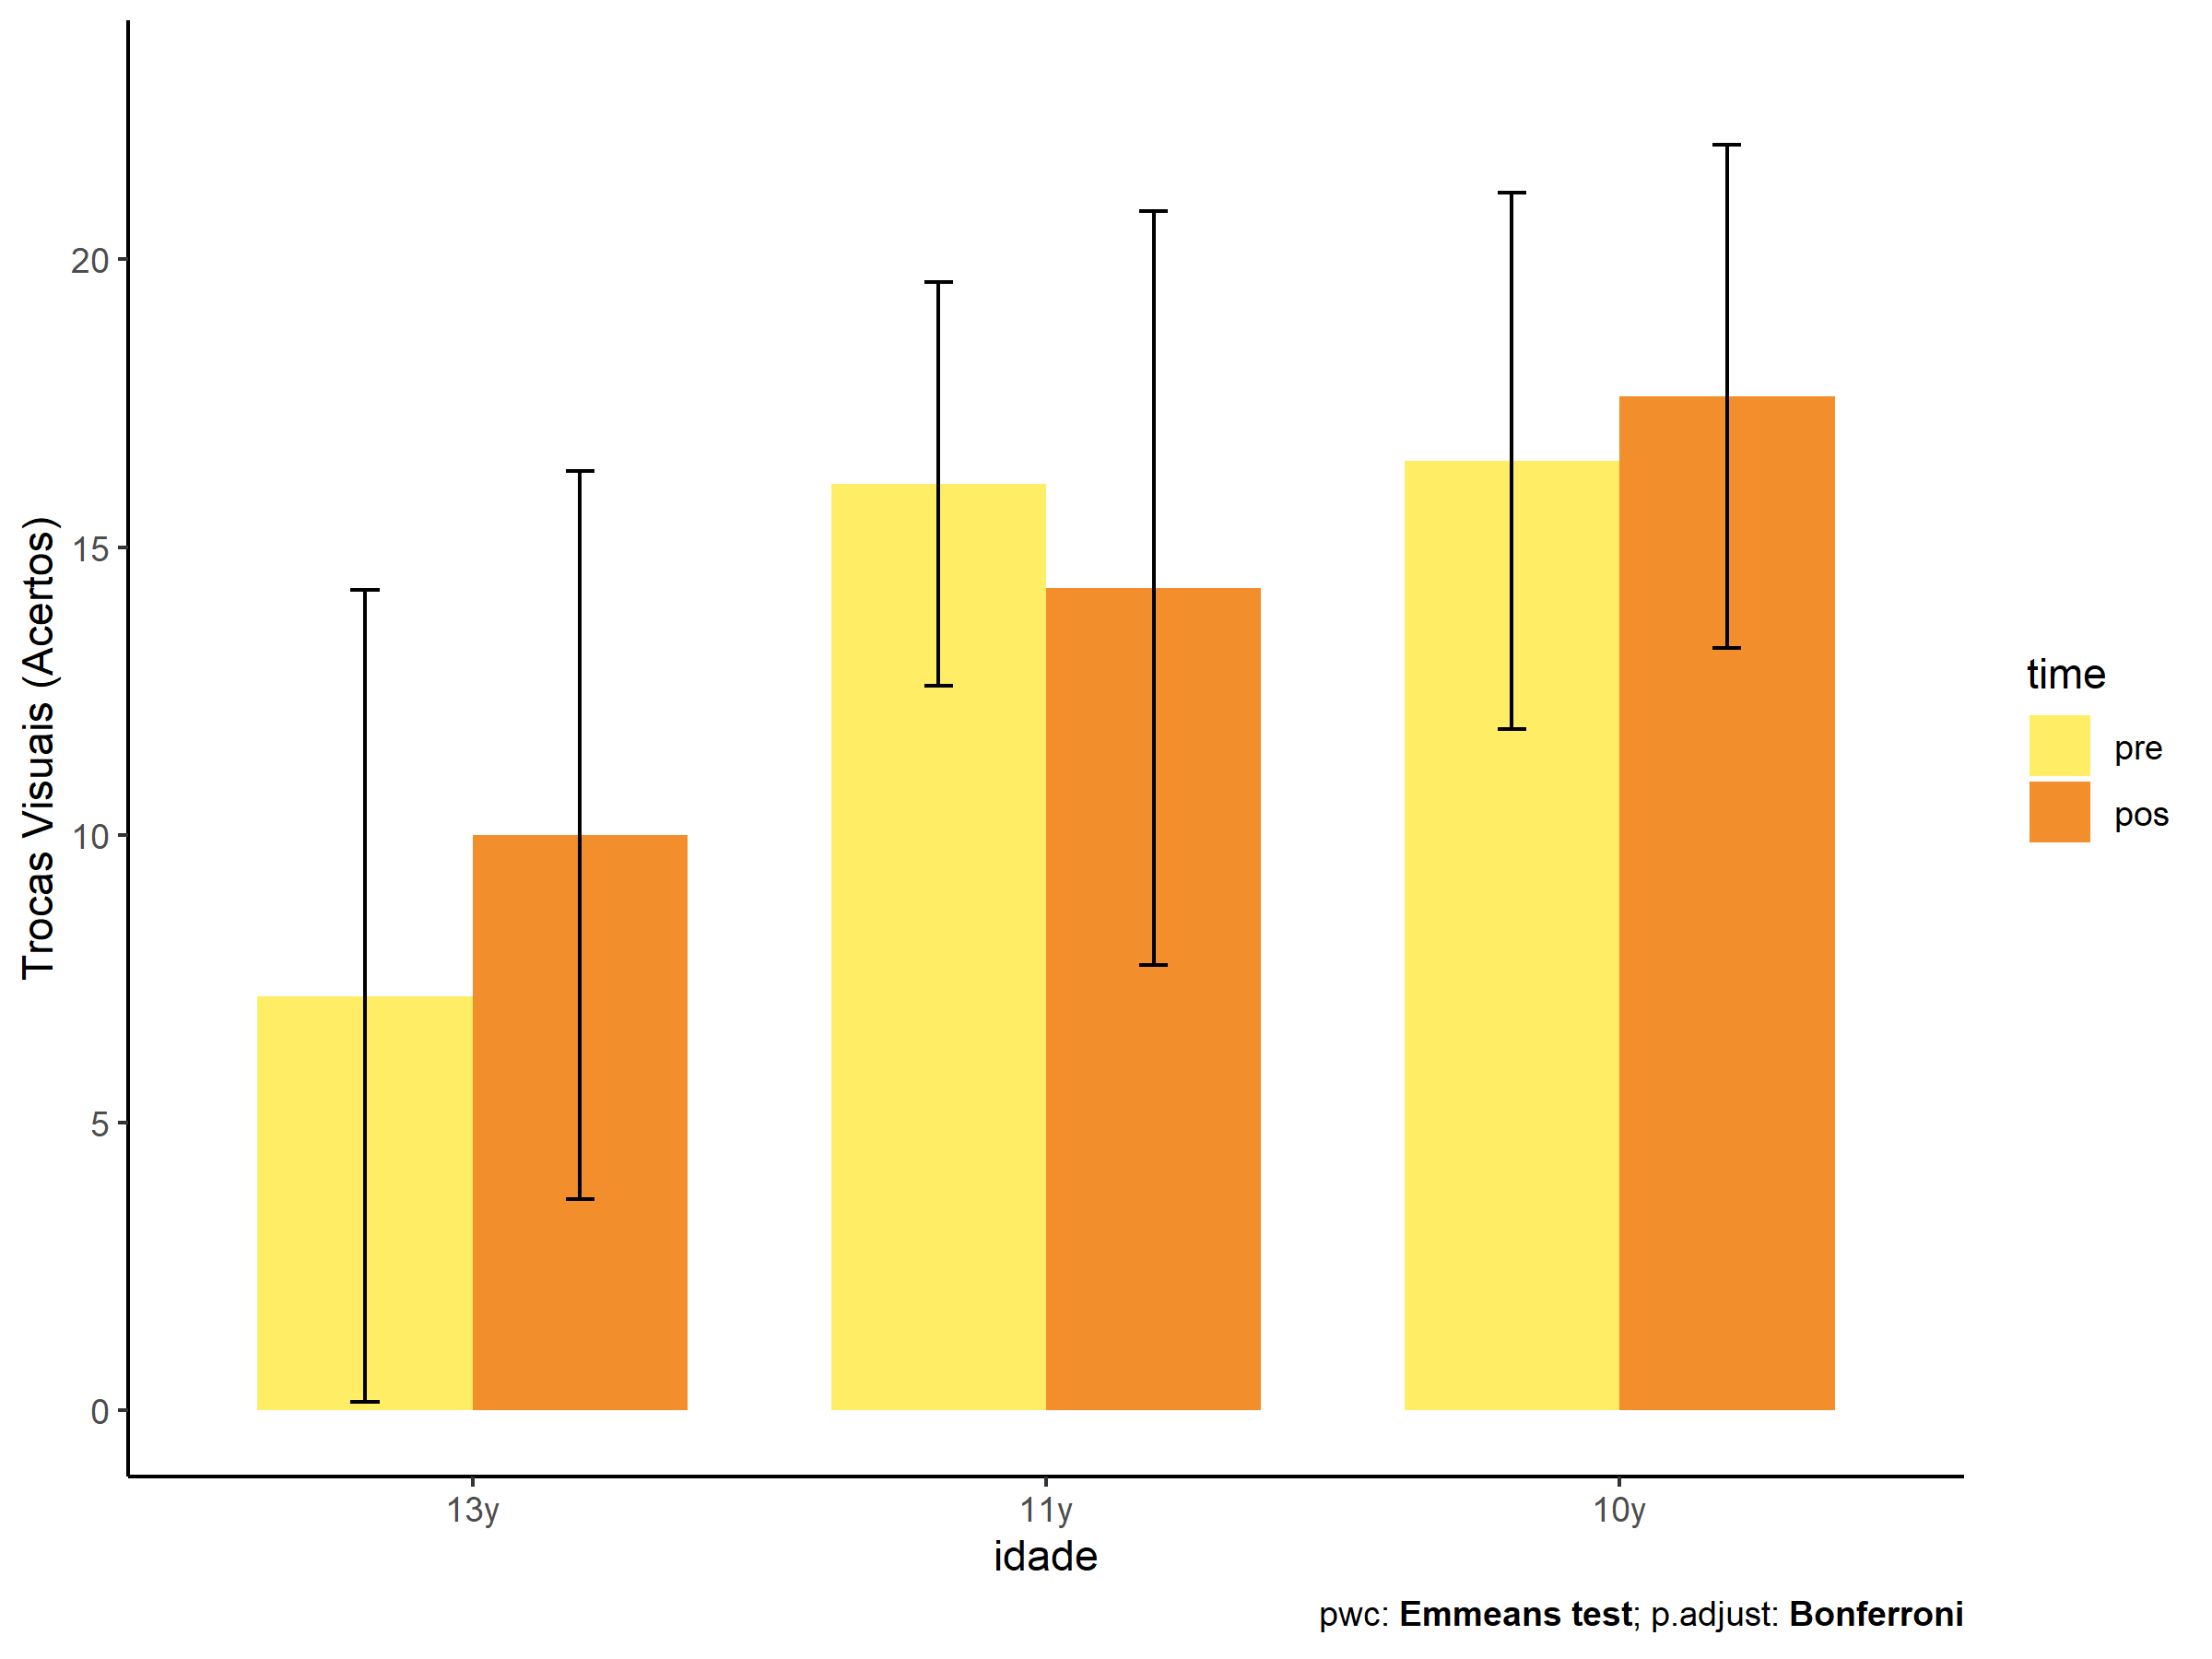 Trocas Visuais (Acertos)
20
15
10
5
0
13y
11y
10y
idade
time
pre
pos
pwc: Emmeans test; p.adjust: Bonferroni